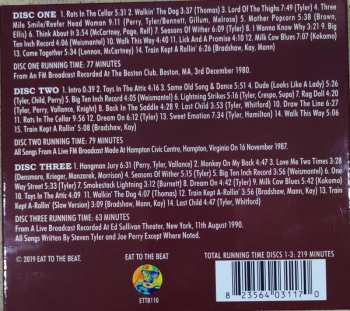 DISC ONE 1. Rats In The Cellar 5.31 2. Walkin' The Dog 3.37 (Thomas) 3. Lord Of The Thighs 7.49 (Tyler) 4. Three
Mile Smile/Reefer Head Woman 9.11 (Perry, Tyler/Bennett, Gillum, Melrose) 5. Mother Popcorn 5.38 (Brown,
Ellis) 6. Think About It 3.54 (McCartney, Page, Relf) 7. Seasons Of Wither 6.09 (Tyler) 8. I Wanna Know Why 3.21 9. Big
Ten Inch Record 4.06 (Weismantel) 10. Walk This Way 4.40 11. Lick And A Promise 4.10 12. Milk Cow Blues 7.07 (Kokomo)
13. Come Together 5.34 (Lennon, McCartney) 14. Train Kept A-Rollin' 6.26 (Bradshaw, Kay, Mann)
DISC ONE RUNNING TIME: 77 MINUTES
From An FM Broadcast Recorded At The Boston Club, Boston, MA, 3rd December 1980.
DISC TWO 1. Intro 0.39 2. Toys In The Attic 4.16 3. Same Old Song & Dance 5.51 4. Dude (Looks Like A Lady) 5.26
(Tyler, Child, Perry) 5. Big Ten Inch Record 4.05 (Weismantel) 6. Lightning Strikes 5.16 (Tyler, Crespo, Supa) 7. Rag Doll 4.20
(Tyler, Perry, Vallance, Knight) 8. Back In The Saddle 4.28 9. Last Child 3.53 (Tyler, Whitford) 10. Draw The Line 6.27
11. Rats In The Cellar 9.56 12. Dream On 6.12 (Tyler) 13. Sweet Emotion 7.34 (Tyler, Hamilton) 14. Walk This Way 5.06
15. Train Kept A-Rollin' 5.08 (Bradshaw, Kay)
DISC TWO RUNNING TIME: 79 MINUTES
All Songs From A Live FM Broadcast Made At Hampton Civic Centre, Hampton, Virginia On 16 November 1987.
DISC THREE 1. Hangman Jury 6.31 (Perry, Tyler, Vallance) 2. Monkey On My Back 4.47 3. Love Me Two Times 3.28
(Densmore, Krieger, Manzarek, Morrison) 4. Seasons Of Wither 5.15 (Tyler) 5. Big Ten Inch Record 3.56 (Weismantel) 6. One
Way Street 5.33 (Tyler) 7. Smokestack Lightning 3.12 (Burnett) 8. Dream On 4.42 (Tyler) 9. Milk Cow Blues 5.01 (Kokomo)
10. Toys In The Attic 4.09 11. Walkin' The Dog 4.07 (Thomas) 12. Train Kept A-Rollin' 3.50 (Bradshaw, Mann, Kay) 13. Train
Kept A-Rollin' (Slow Version) 3.09 (Bradshaw, Mann, Kay) 14. Last Child 4.47 (Tyler, Whitford)
DISC THREE RUNNING TIME: 63 MINUTES
From A Live Broadcast Recorded At Ed Sullivan Theater, New York, 11th August 1990.
All Songs Written By Steven Tyler and Joe Perry Except Where Noted.
© 2019 EAT TO THE BEAT.
EAT TO THE BEAT
ETTB110
TOTAL RUNNING TIME DISCS 1-3: 219 MINUTES
8 23564 03117 0